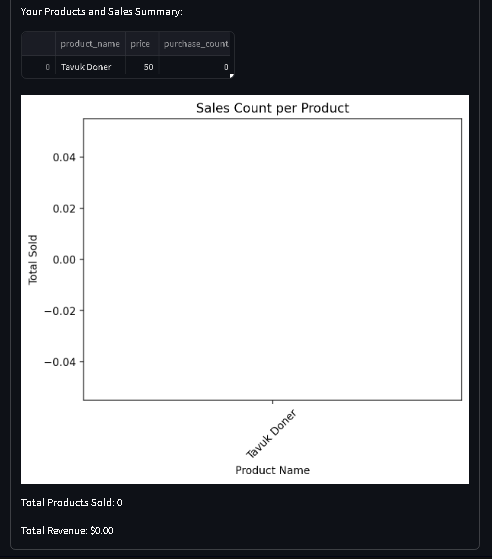 Your Products and Sales Summary:
product_name price purchase_count
0 Tavuk Doner 50 0
Sales Count per Product
0.04
0.02
0.00
−0.02
−0.04
Total Sold
Tavuk Doner
Product Name
Total Products Sold: 0
Total Revenue: $0.00